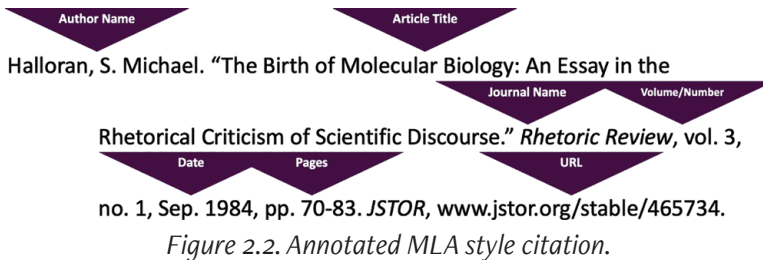 Author Name Article Title
Halloran, S. Michael. “The Birth of Molecular Biology: An Essay in the
Journal Name Volume/Number
Rhetorical Criticism of Scientific Discourse.” Rhetoric Review, vol. 3,
Date Pages URL
no. 1, Sep. 1984, pp. 70-83. JSTOR, www.jstor.org/stable/465734.
Figure 2.2. Annotated MLA style citation.